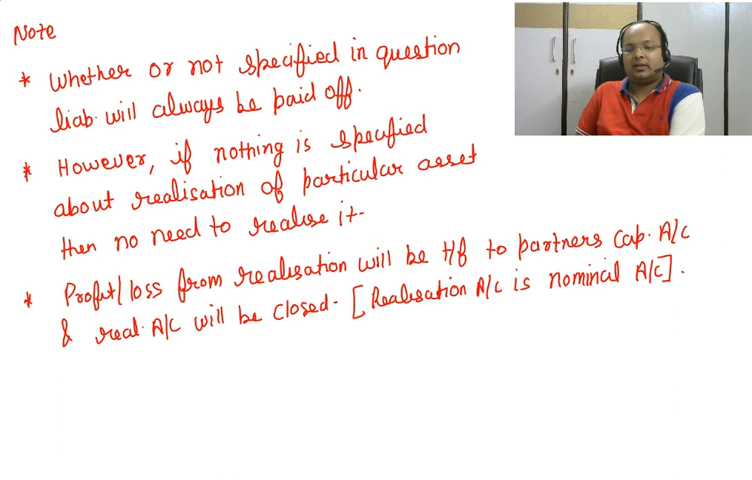 Note
* Whether or not specified in question
liab. will always be paid off.
* However, if nothing is specified
about realisation of particular asset
then no need to realise it-
* Profit/loss from realisation will be t/f to partners cap. A/c
& real. A/c will be closed- [Realisation A/c is nominal A/c].